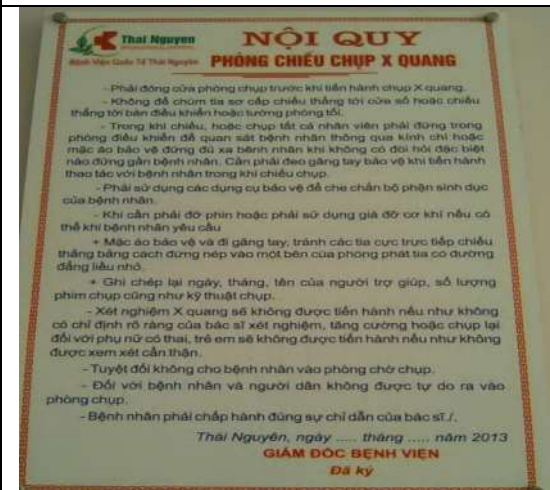 Thai Nguyen
Bệnh Viện Quốc Tế Thái Nguyên
NỘI QUY
PHÒNG CHIẾU CHỤP X QUANG
- Phải đóng cửa phòng chụp trước khi tiến hành chụp X quang.
- Không để chùm tia sơ cấp chiếu thẳng tới cửa sổ hoặc chiếu
thẳng tới bàn điều khiển hoặc tường phòng tối.
- Trong khi chiếu, hoặc chụp tất cả nhân viên phải đứng trong
phòng điều khiển để quan sát bệnh nhân thông qua kính chì hoặc
mặc áo bảo vệ đứng đủ xa bênh nhân khi không có đòi hỏi đặc biệt
nào đứng gần bệnh nhân. Cần phải đeo găng tay bảo vệ khi tiến hành
thao tác với bệnh nhân trong khi chiếu chụp.
- Phải sử dụng các dụng cụ bảo vệ để che chắn bộ phận sinh dục
của bệnh nhân.
- Khi cần phải đỡ phin hoặc phải sử dụng giá đỡ cơ khí nếu có
thể khi bệnh nhân yêu cầu
+ Mặc áo bảo vệ và đi găng tay, tránh các tia cực trực tiếp chiếu
thẳng bằng cách đứng nép vào một bên của phòng phát tia có đường
đẳng liều nhỏ.
+ Ghi chép lại ngày, tháng, tên của người trợ giúp, số lượng
phim chụp cũng như kỹ thuật chụp.
- Xét nghiệm X quang sẽ không được tiến hành nếu như không
có chỉ định rõ ràng của bác sĩ xét nghiệm, tăng cường hoặc chụp lại
đối với phụ nữ có thai, trẻ em sẽ không được tiến hành nếu như không
được xem xét cẩn thận.
- Tuyệt đối không cho bệnh nhân vào phòng chờ chụp.
- Đối với bệnh nhân và người dân không được tự do ra vào
phòng chụp.
- Bệnh nhân phải chấp hành đúng sự chỉ dẫn của bác sĩ./.
Thái Nguyên, ngày ..... tháng ..... năm 2013
GIÁM ĐỐC BỆNH VIỆN
Đã ký